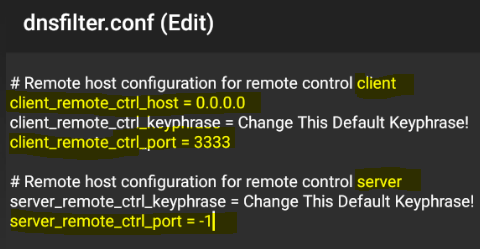 dnsfilter.conf (Edit)
# Remote host configuration for remote control client
client_remote_ctrl_host = 0.0.0.0
client_remote_ctrl_keyphrase = Change This Default Keyphrase!
client_remote_ctrl_port = 3333
# Remote host configuration for remote control server
server_remote_ctrl_keyphrase = Change This Default Keyphrase!
server_remote_ctrl_port = -1